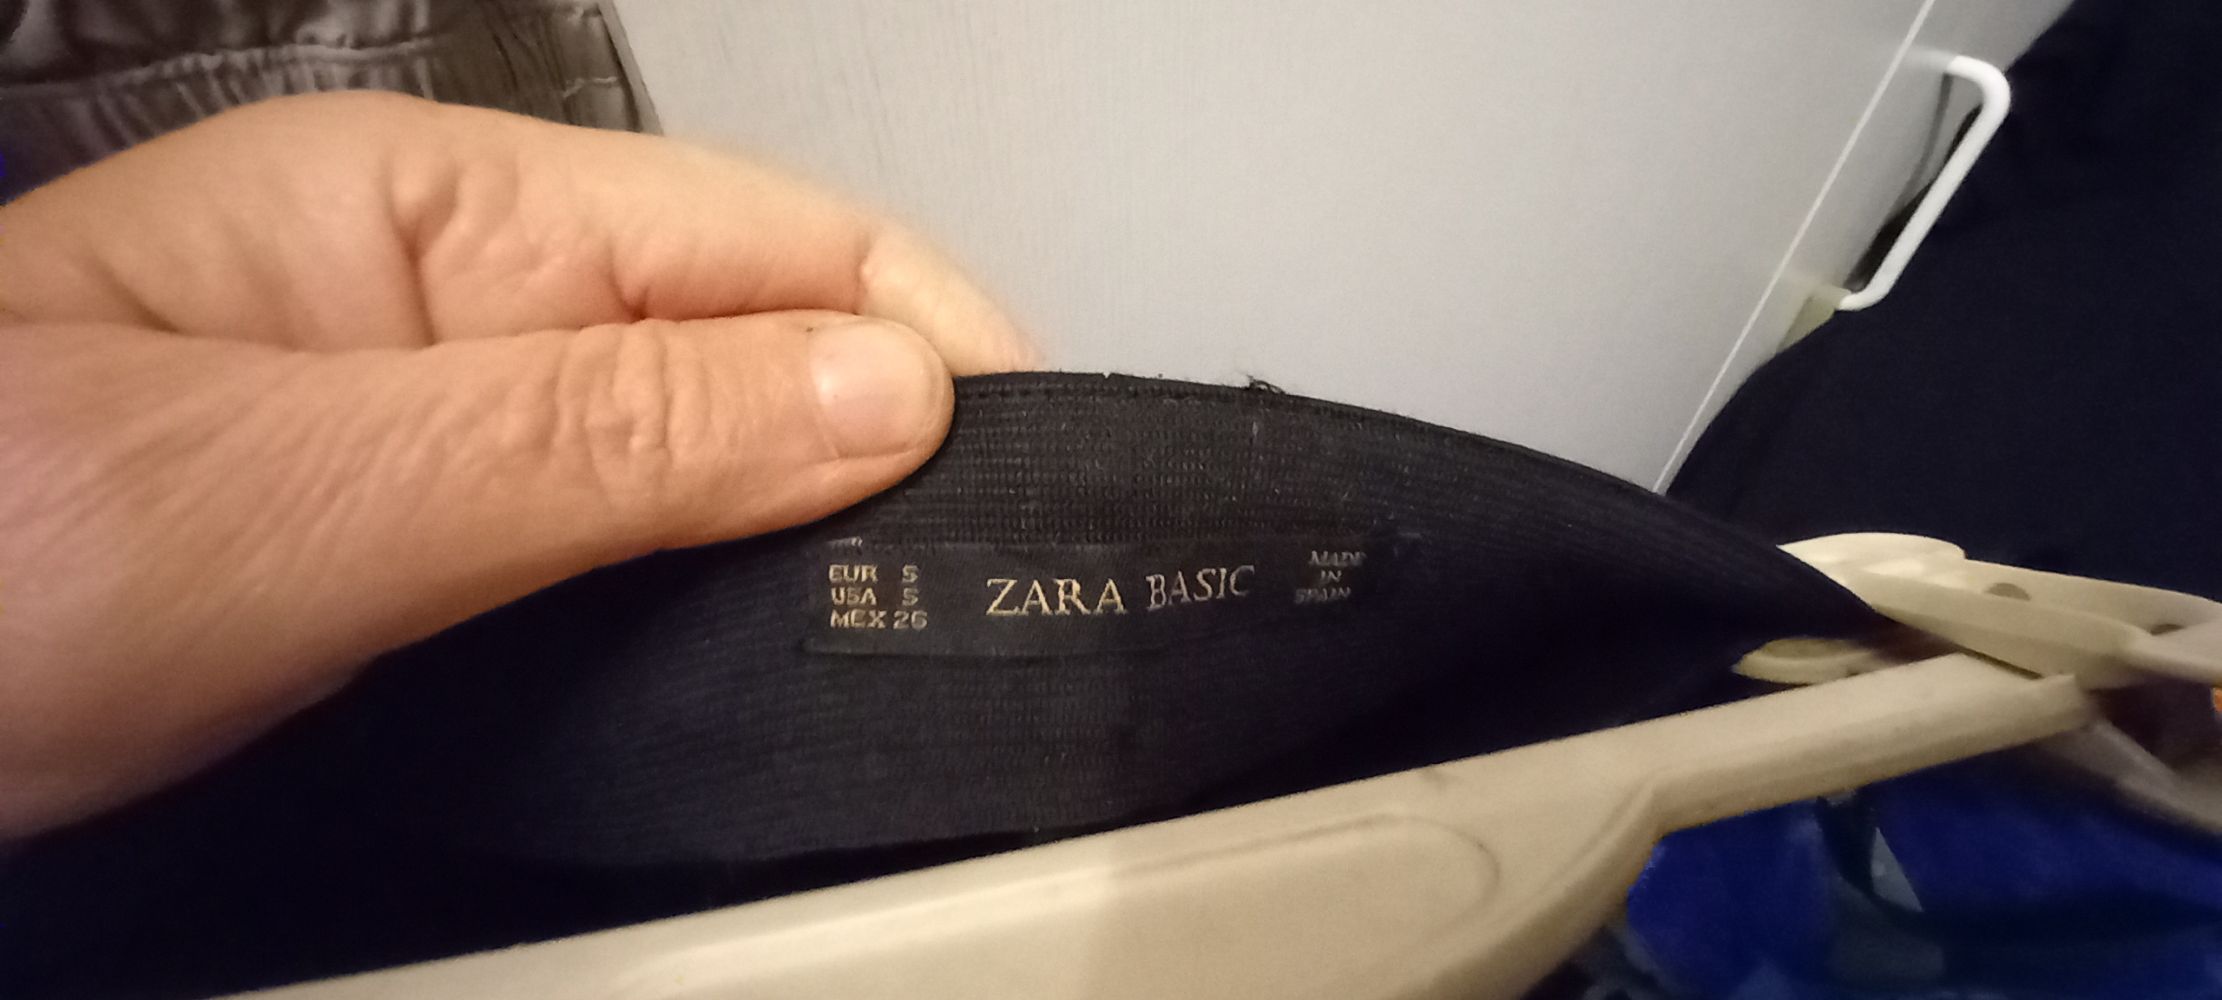 EUR S
USA S
MEX 26
ZARA BASIC
MADE
IN
SPAIN